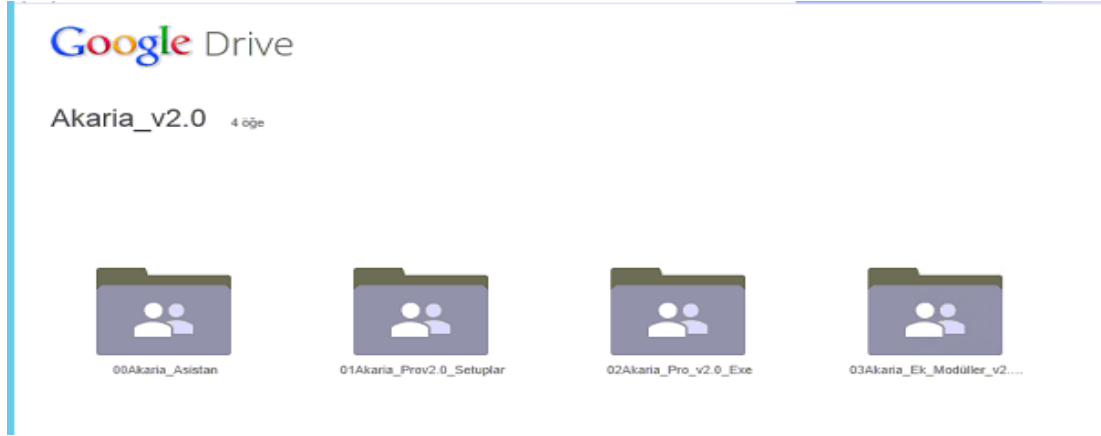 Google Drive
Akaria_v2.0 4 öğe
00Akaria_Asistan 01Akaria_Prov2.0_Setuplar 02Akaria_Pro_v2.0_Exe 03Akaria_Ek_Modüller_v2....